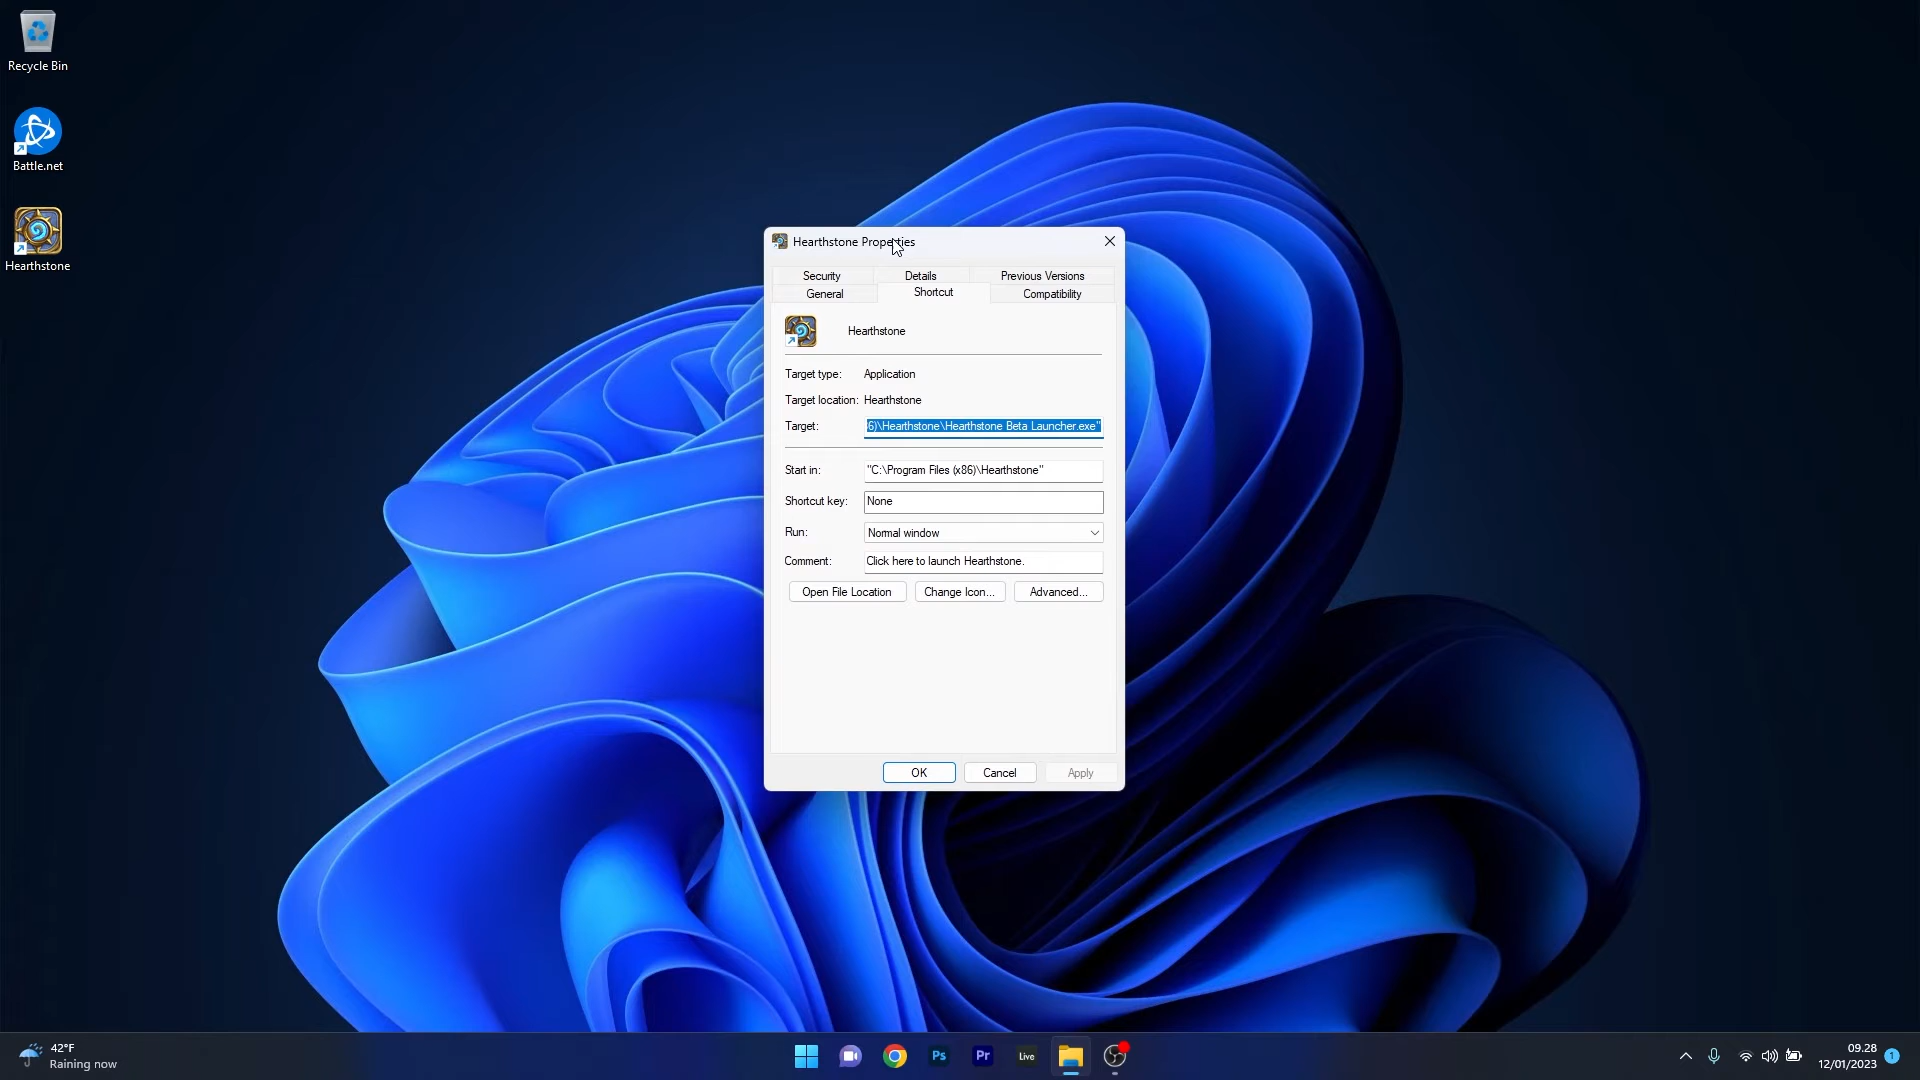 Recycle Bin
Battle.net
Hearthstone
Hearthstone Properties
Security Details Previous Versions
General Shortcut Compatibility
Hearthstone
Target type: Application
Target location: Hearthstone
Target: 6)\Hearthstone\Hearthstone Beta Launcher.exe"
Start in: "C:\Program Files (x86)\Hearthstone"
Shortcut key: None
Run: Normal window
Comment: Click here to launch Hearthstone.
Open File Location Change Icon... Advanced...
OK Cancel Apply
42°F
Raining now
Ps Pr Live
09.28
12/01/2023
1